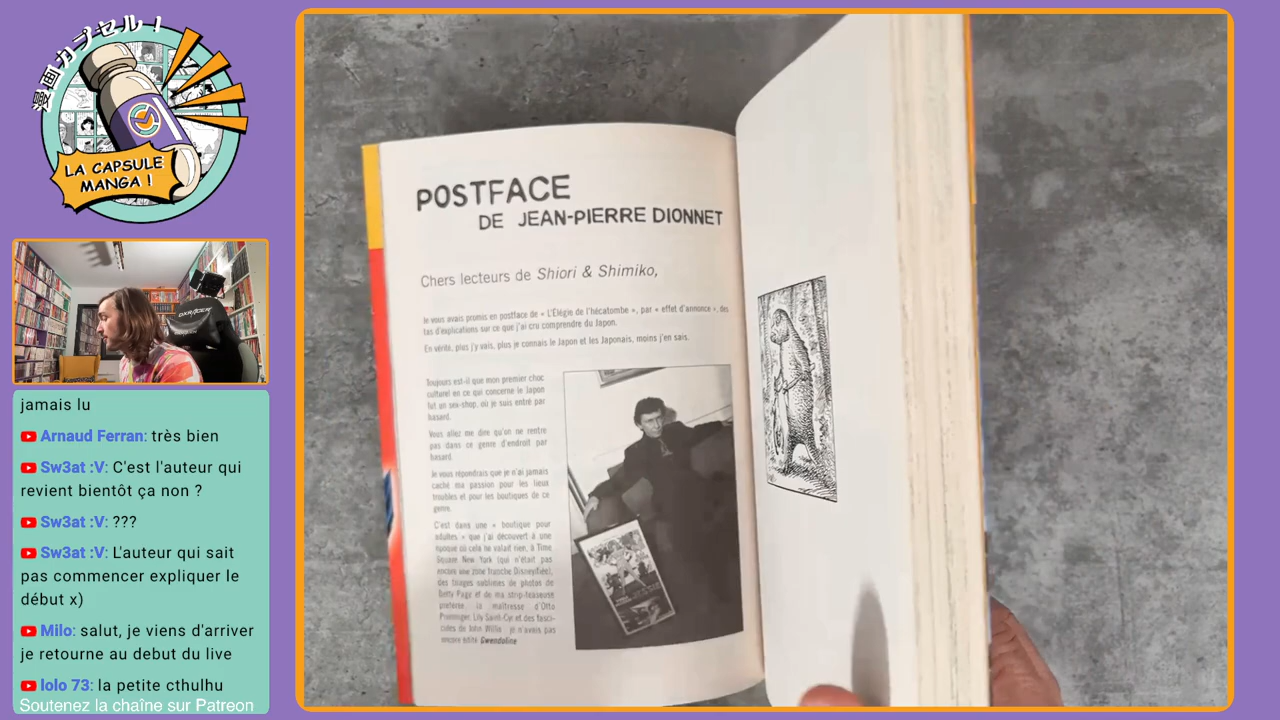 漫画カプセル!
LA CAPSULE
MANGA !
jamais lu
Arnaud Ferran: très bien
Sw3at :V: C'est l'auteur qui
revient bientôt ça non ?
Sw3at :V: ???
Sw3at :V: L'auteur qui sait
pas commencer expliquer le
début x)
Milo: salut, je viens d'arriver
je retourne au debut du live
lolo 73: la petite cthulhu
Soutenez la chaîne sur Patreon
POSTFACE
DE JEAN-PIERRE DIONNET
Chers lecteurs de Shiori & Shimiko,
Je vous avais promis en postface de « L'Élégie de l'hécatombe », par « effet d'annonce », des
tas d'explications sur ce que j'ai cru comprendre du Japon.
En vérité, plus j'y vais, plus je connais le Japon et les Japonais, moins j'en sais.
Toujours est-il que mon premier choc
culturel en ce qui concerne le Japon
fut un sex-shop, où je suis entré par
hasard.
Vous allez me dire qu'on ne rentre
pas dans ce genre d'endroit par
hasard.
Je vous répondrais que je n'ai jamais
caché ma passion pour les lieux
troubles et pour les boutiques de ce
genre.
C'est dans une « boutique pour
adultes » que j'ai découvert à une
époque où cela ne valait rien, à Time
Square New York (qui n'était pas
encore une zone franche Disneyifiée),
des tirages sublimes de photos de
Betty Page et de ma strip-teaseuse
préférée, la maîtresse d'Otto
Preminger, Lily Saint-Cyr et des fasci-
cules de John Willie : je n'avais pas
encore édité Gwendoline